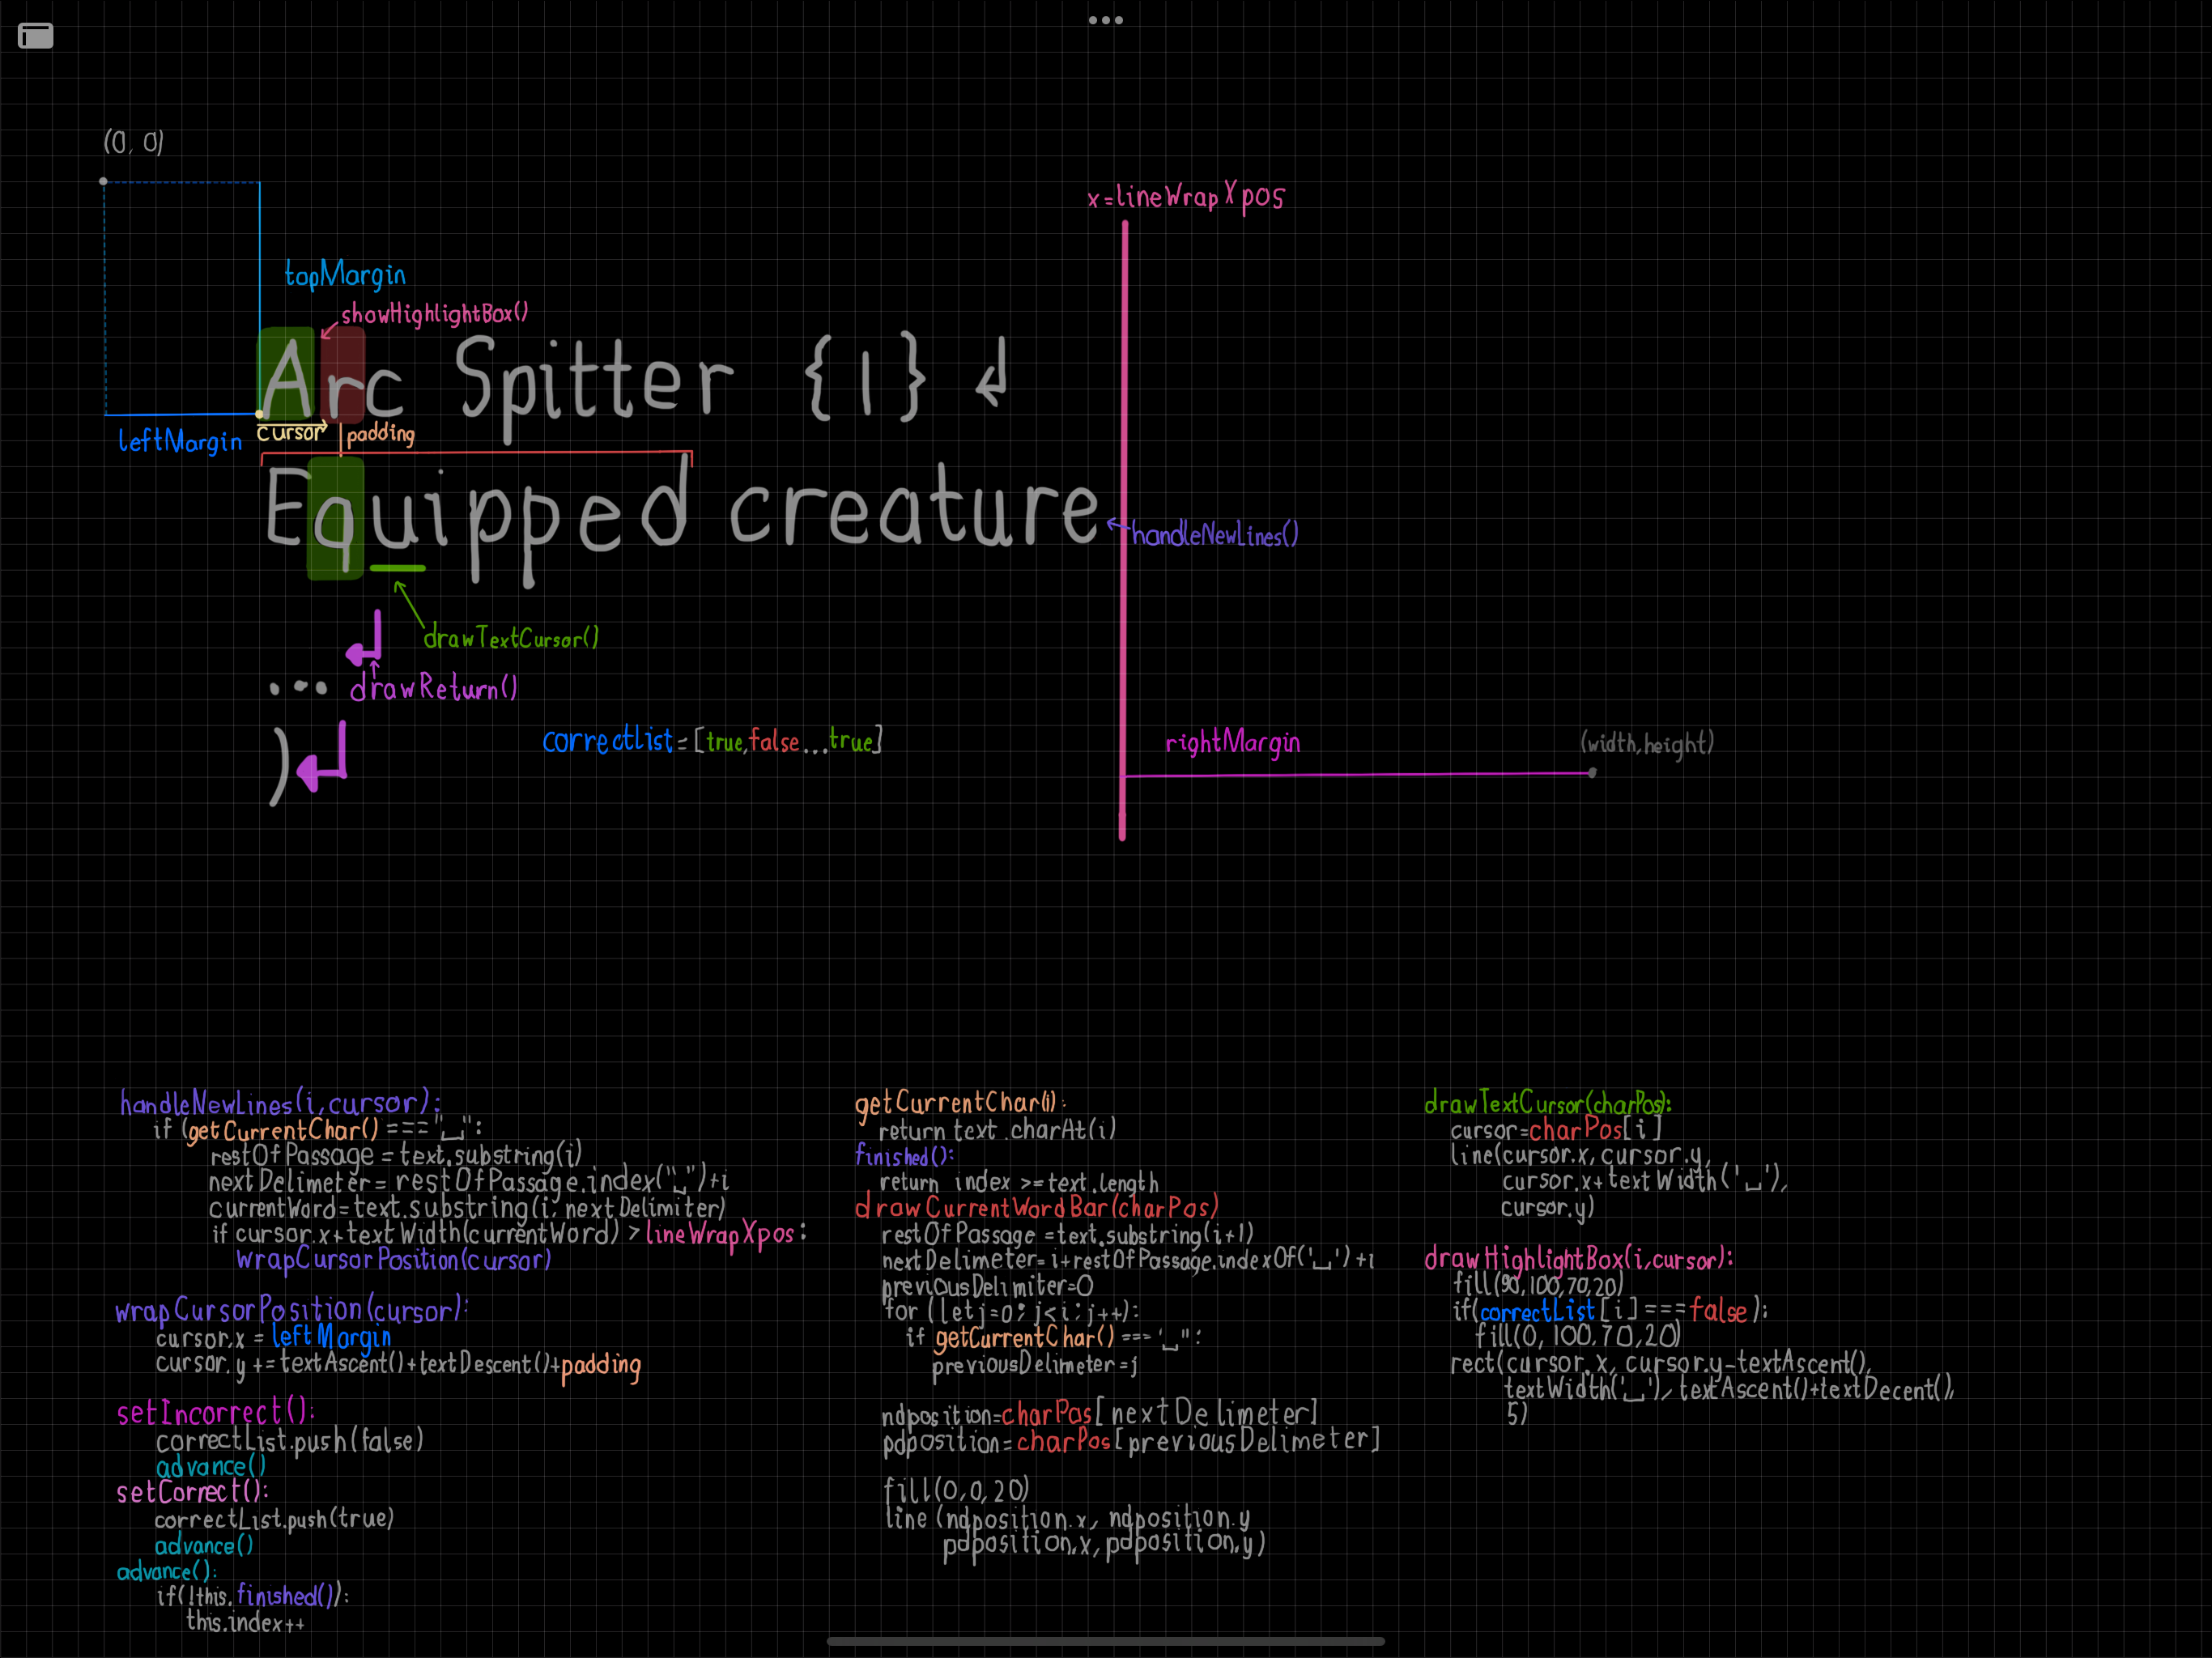 (0, 0)
x=lineWrapXpos
topMargin
showHighlightBox()
Arc Spitter {1} ↲
cursor
padding
leftMargin
Equipped creature
handleNewLines()
drawTextCursor()
... drawReturn()
)
correctlist=[true,false...true]
rightMargin
(width,height)
handleNewLines(i,cursor):
if (getCurrentChar() === "␣":
restOfPassage = text.substring(i)
nextDelimeter= restOfPassage.index("␣")+i
currentWord=text.substring(i, nextDelimiter)
if cursor.x+textWidth(currentWord) > lineWrapXpos:
wrapCursorPosition(cursor)
wrapCursorPosition(cursor):
cursor.x = leftMargin
cursor.y += textAscent()+textDescent()+padding
setIncorrect():
correctList.push(false)
advance()
setCorrect():
correctList.push(true)
advance()
advance():
if(!this.finished()):
this.index++
getCurrentChar(i):
return text.charAt(i)
finished():
return index >=text.length
drawCurrentWordBar(charPos)
restOfPassage =text.substring(i+1)
nextDelimeter=i+restOfPassage.indexOf('␣')+i
previousDelimiter=0
for (let j=0; j<i; j++):
if getCurrentChar() === '␣":
previousDelimeter=j
ndposition=charPos[nextDelimeter]
pdposition=charPos[previousDelimeter]
fill(0,0,20)
line (ndposition.x, ndposition.y
pdposition.x, pdposition.y)
drawTextCursor(charPos):
cursor=charPos[i]
line(cursor.x, cursor.y,
cursor.x+textWidth('␣'),
cursor.y)
drawHighlightBox(i,cursor):
fill(90,100,70,20)
if(correctList[i]===false):
fill(0, 100,70,20)
rect(cursor.x, cursor.y-textAscent(),
textWidth('␣'), textAscent()+textDecent(),
5)